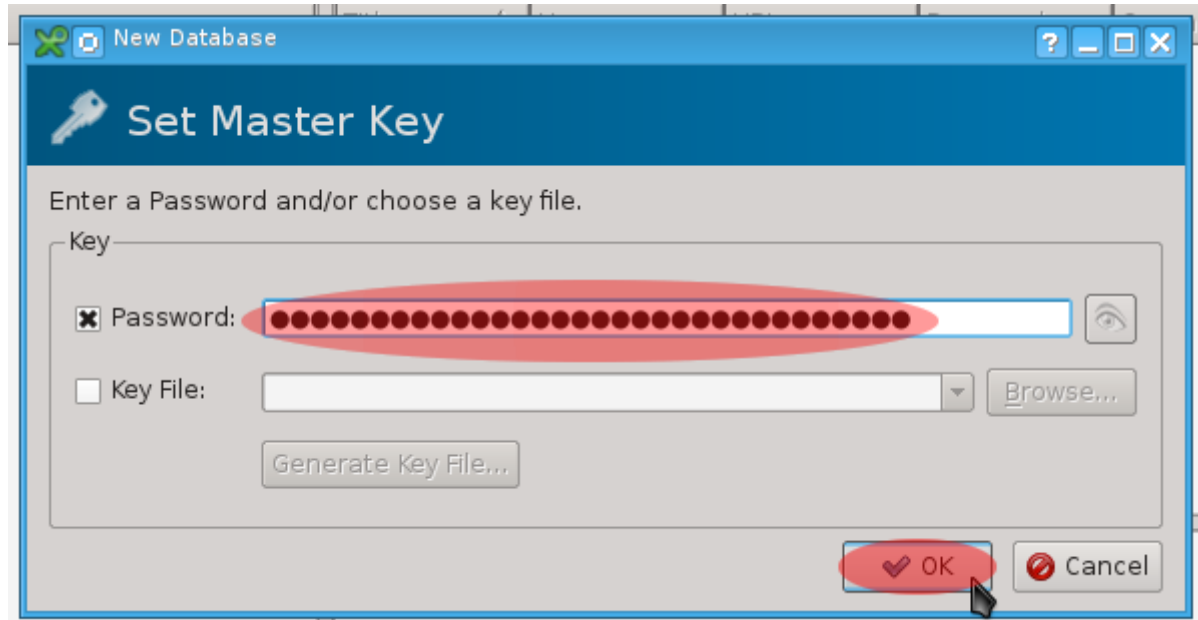 New Database
Set Master Key
Enter a Password and/or choose a key file.
Key
Password: ●●●●●●●●●●●●●●●●●●●●●●●●●●●●●●●●
Key File: Browse...
Generate Key File...
OK Cancel